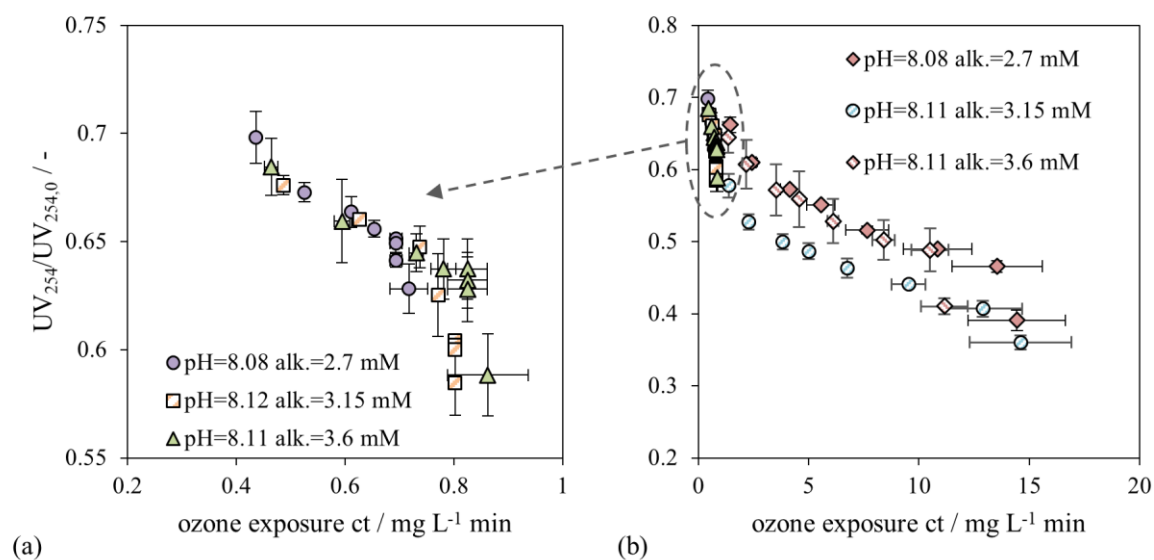 0.75
0.7
0.65
0.6
0.55
0.2
0.4
0.6
0.8
1
UV254/UV254,0 / -
ozone exposure ct / mg L-1 min
pH=8.08 alk.=2.7 mM
pH=8.12 alk.=3.15 mM
pH=8.11 alk.=3.6 mM
(a)
0.8
0.7
0.6
0.5
0.4
0.3
0.2
0
5
10
15
20
pH=8.08 alk.=2.7 mM
pH=8.11 alk.=3.15 mM
pH=8.11 alk.=3.6 mM
ozone exposure ct / mg L-1 min
(b)